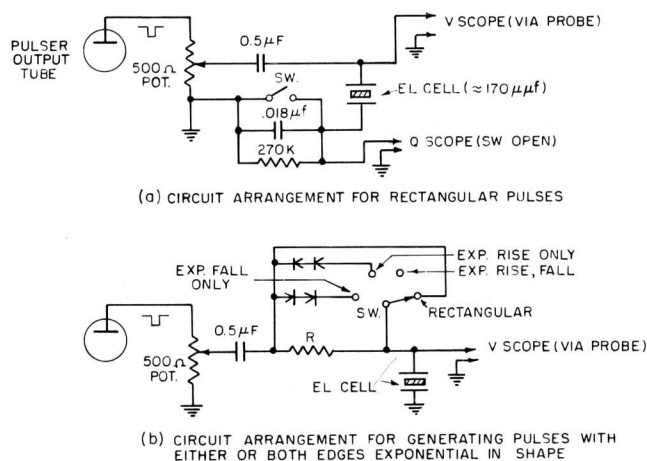 V SCOPE (VIA PROBE)
PULSER
OUTPUT
TUBE
0.5μF
500Ω
POT.
SW.
EL CELL (≈170μμf)
.018μf
270K
Q SCOPE (SW OPEN)
(a) CIRCUIT ARRANGEMENT FOR RECTANGULAR PULSES
EXP. RISE ONLY
EXP. RISE, FALL
EXP. FALL
ONLY
SW.
RECTANGULAR
0.5μF
R
V SCOPE (VIA PROBE)
500Ω
POT.
EL CELL
(b) CIRCUIT ARRANGEMENT FOR GENERATING PULSES WITH
EITHER OR BOTH EDGES EXPONENTIAL IN SHAPE